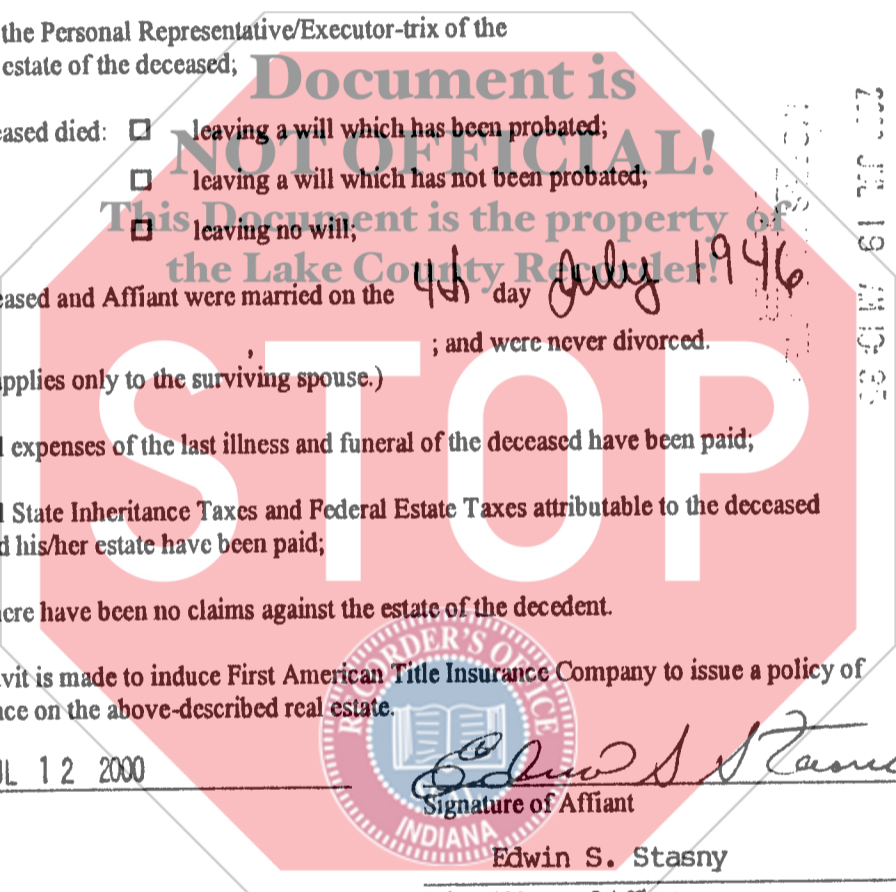 the Personal Representative/Executor-trix of the
estate of the deceased;
Document is
eased died: ☐ leaving a will which has been probated;
NOT OFFICIAL!
☐ leaving a will which has not been probated;
This Document is the property of
☐ leaving no will;
the Lake County Recorder!
eased and Affiant were married on the 4th day July 1946
, ; and were never divorced.
applies only to the surviving spouse.)
STOP
l expenses of the last illness and funeral of the deceased have been paid;
l State Inheritance Taxes and Federal Estate Taxes attributable to the deceased
d his/her estate have been paid;
here have been no claims against the estate of the decedent.
RECORDER'S OFFICE
vit is made to induce First American Title Insurance Company to issue a policy of
nce on the above-described real estate.
UL 12 2000
Edwin S Stasny
Signature of Affiant
INDIANA
Edwin S. Stasny